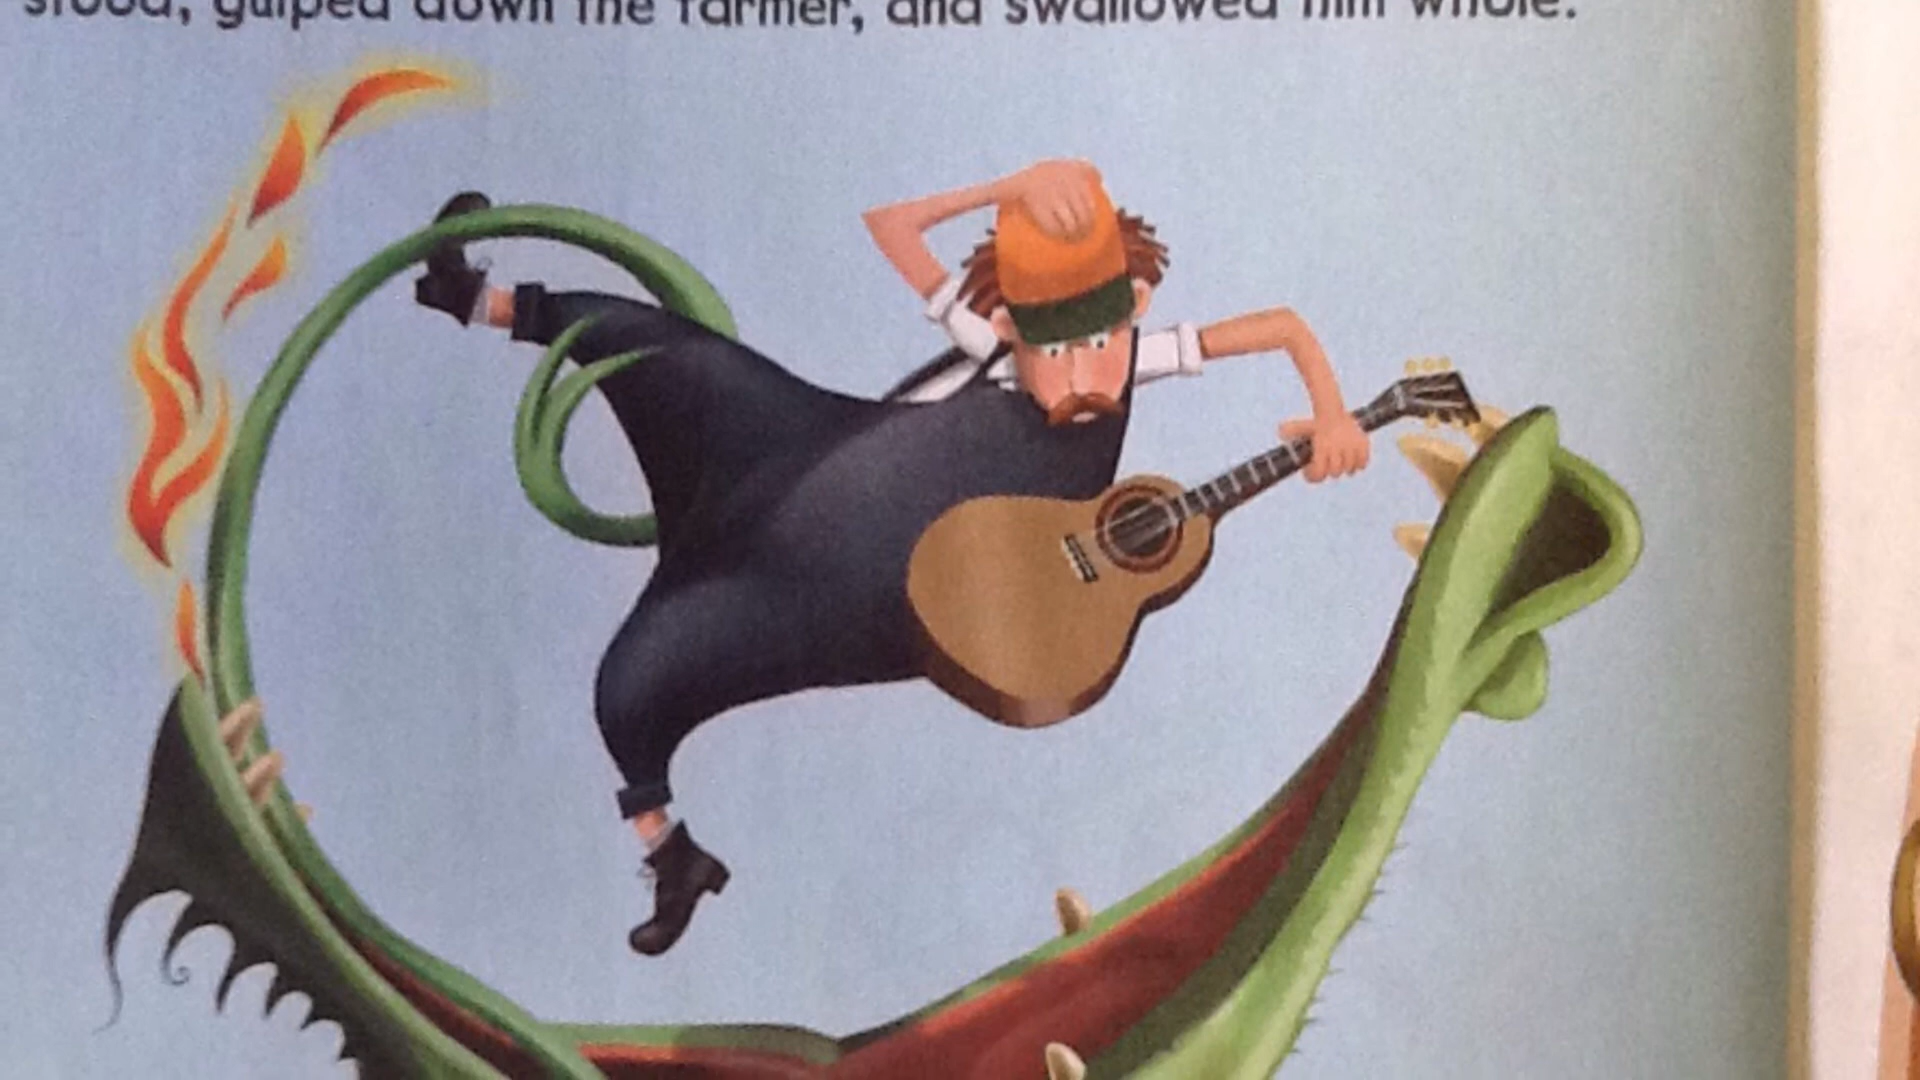 stood, gulped down the farmer, and swallowed him whole.